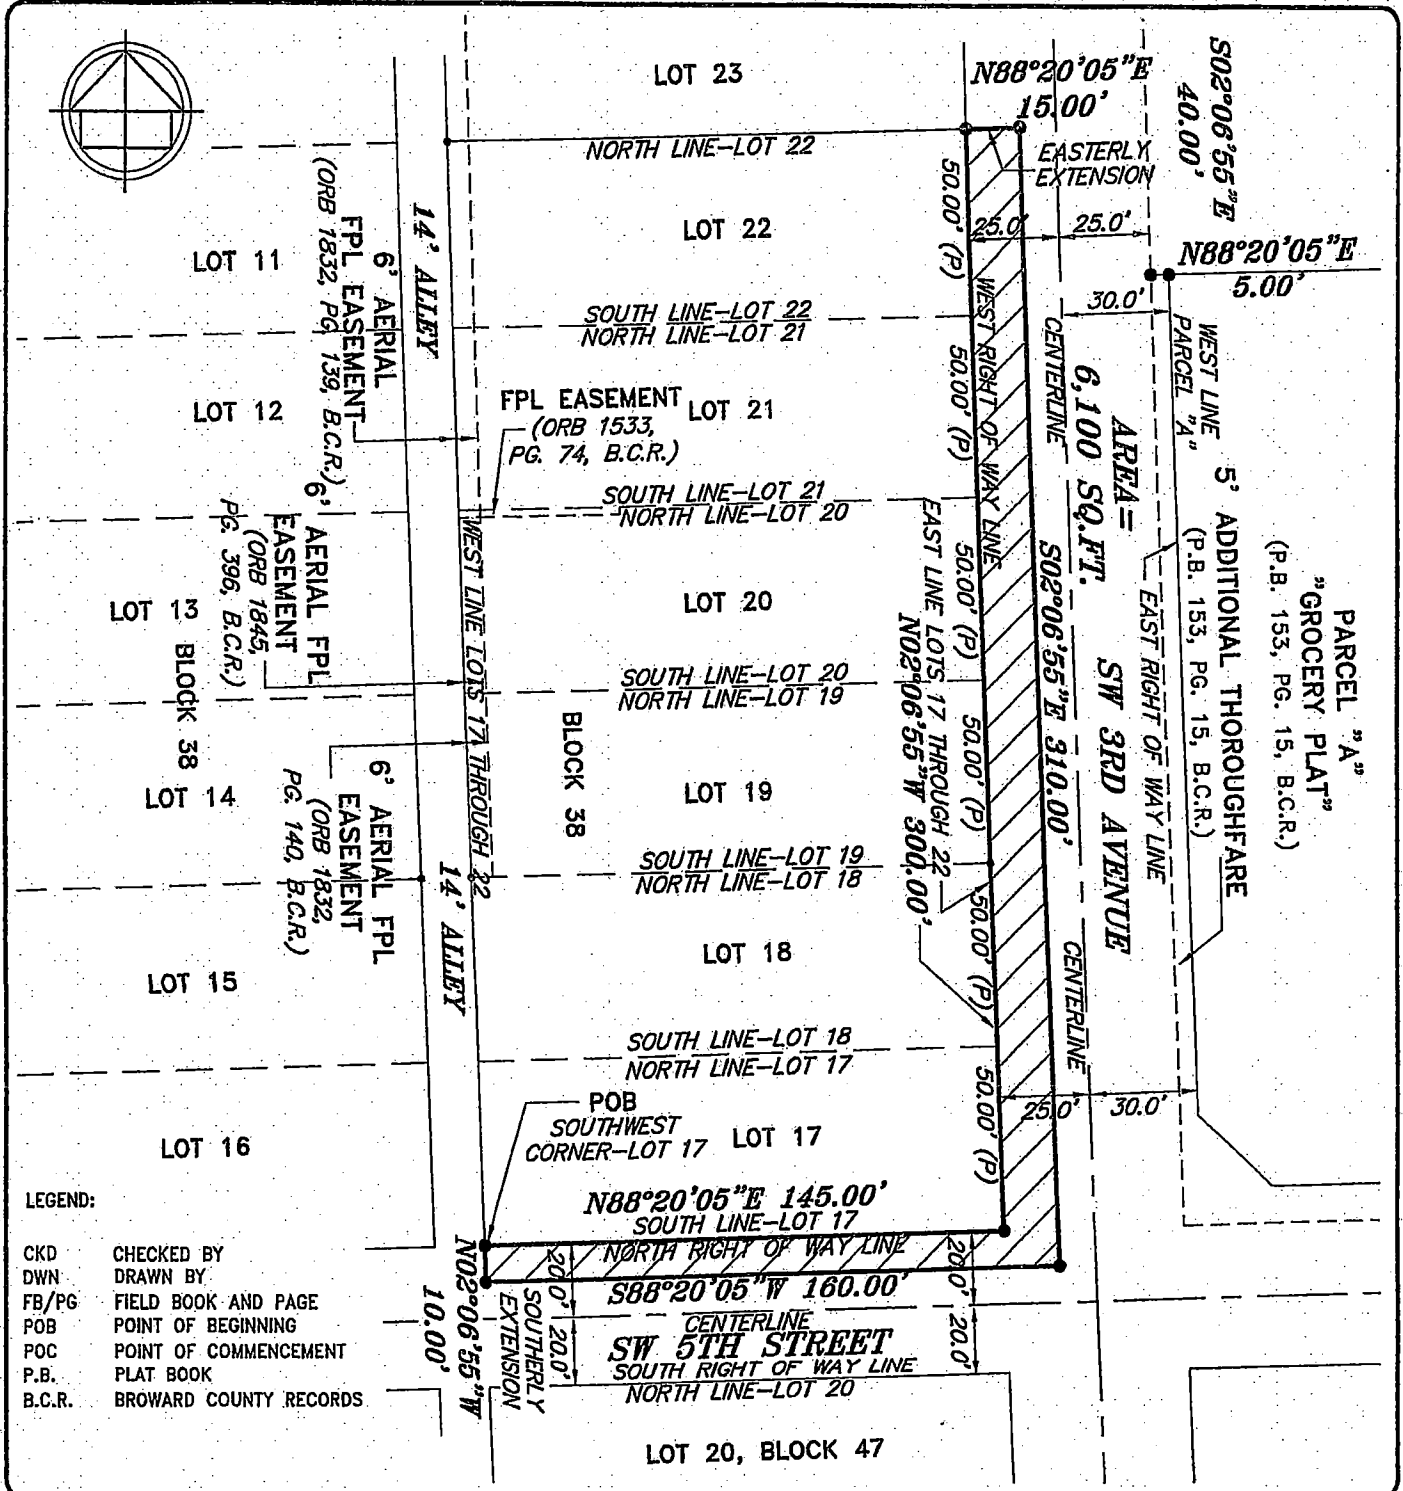 LOT 23
N88°20'05"E
15.00'
S02°06'55"E
40.00'
NORTH LINE-LOT 22
EASTERLY
EXTENSION
50.00' (P)
LOT 22
25.0'
25.0'
N88°20'05"E
5.00'
30.0'
14' ALLEY
6' AERIAL
FPL EASEMENT
(ORB 1832, PG. 139, B.C.R.)
LOT 11
SOUTH LINE-LOT 22
NORTH LINE-LOT 21
WEST RIGHT OF WAY LINE
CENTERLINE
WEST LINE
PARCEL "A"
50.00' (P)
LOT 12
FPL EASEMENT
(ORB 1533,
PG. 74, B.C.R.)
LOT 21
AREA=
6,100 SQ.FT.
5' ADDITIONAL THOROUGHFARE
(P.B. 153, PG. 15, B.C.R.)
PARCEL "A"
"GROCERY PLAT"
(P.B. 153, PG. 15, B.C.R.)
SOUTH LINE-LOT 21
NORTH LINE-LOT 20
6' AERIAL FPL
EASEMENT
(ORB 1845,
PG. 396, B.C.R.)
WEST LINE LOTS 17 THROUGH 22
EAST LINE LOTS 17 THROUGH 22
N02°06'55"W 300.00'
50.00' (P)
S02°06'55"E 310.00'
EAST RIGHT OF WAY LINE
LOT 13
BLOCK 38
LOT 20
SW 3RD AVENUE
SOUTH LINE-LOT 20
NORTH LINE-LOT 19
BLOCK 38
50.00' (P)
LOT 14
6' AERIAL FPL
EASEMENT
(ORB 1832,
PG. 140, B.C.R.)
LOT 19
SOUTH LINE-LOT 19
NORTH LINE-LOT 18
14' ALLEY
50.00' (P)
LOT 15
LOT 18
CENTERLINE
SOUTH LINE-LOT 18
NORTH LINE-LOT 17
50.00' (P)
25.0'
30.0'
POB
SOUTHWEST
CORNER-LOT 17
LOT 17
LOT 16
N88°20'05"E 145.00'
SOUTH LINE-LOT 17
NORTH RIGHT OF WAY LINE
20.0'
20.0'
S88°20'05"W 160.00'
N02°06'55"W
10.00'
SOUTHERLY
EXTENSION
CENTERLINE
20.0'
20.0'
SW 5TH STREET
SOUTH RIGHT OF WAY LINE
NORTH LINE-LOT 20
LOT 20, BLOCK 47
LEGEND:
CKD CHECKED BY
DWN DRAWN BY
FB/PG FIELD BOOK AND PAGE
POB POINT OF BEGINNING
POC POINT OF COMMENCEMENT
P.B. PLAT BOOK
B.C.R. BROWARD COUNTY RECORDS